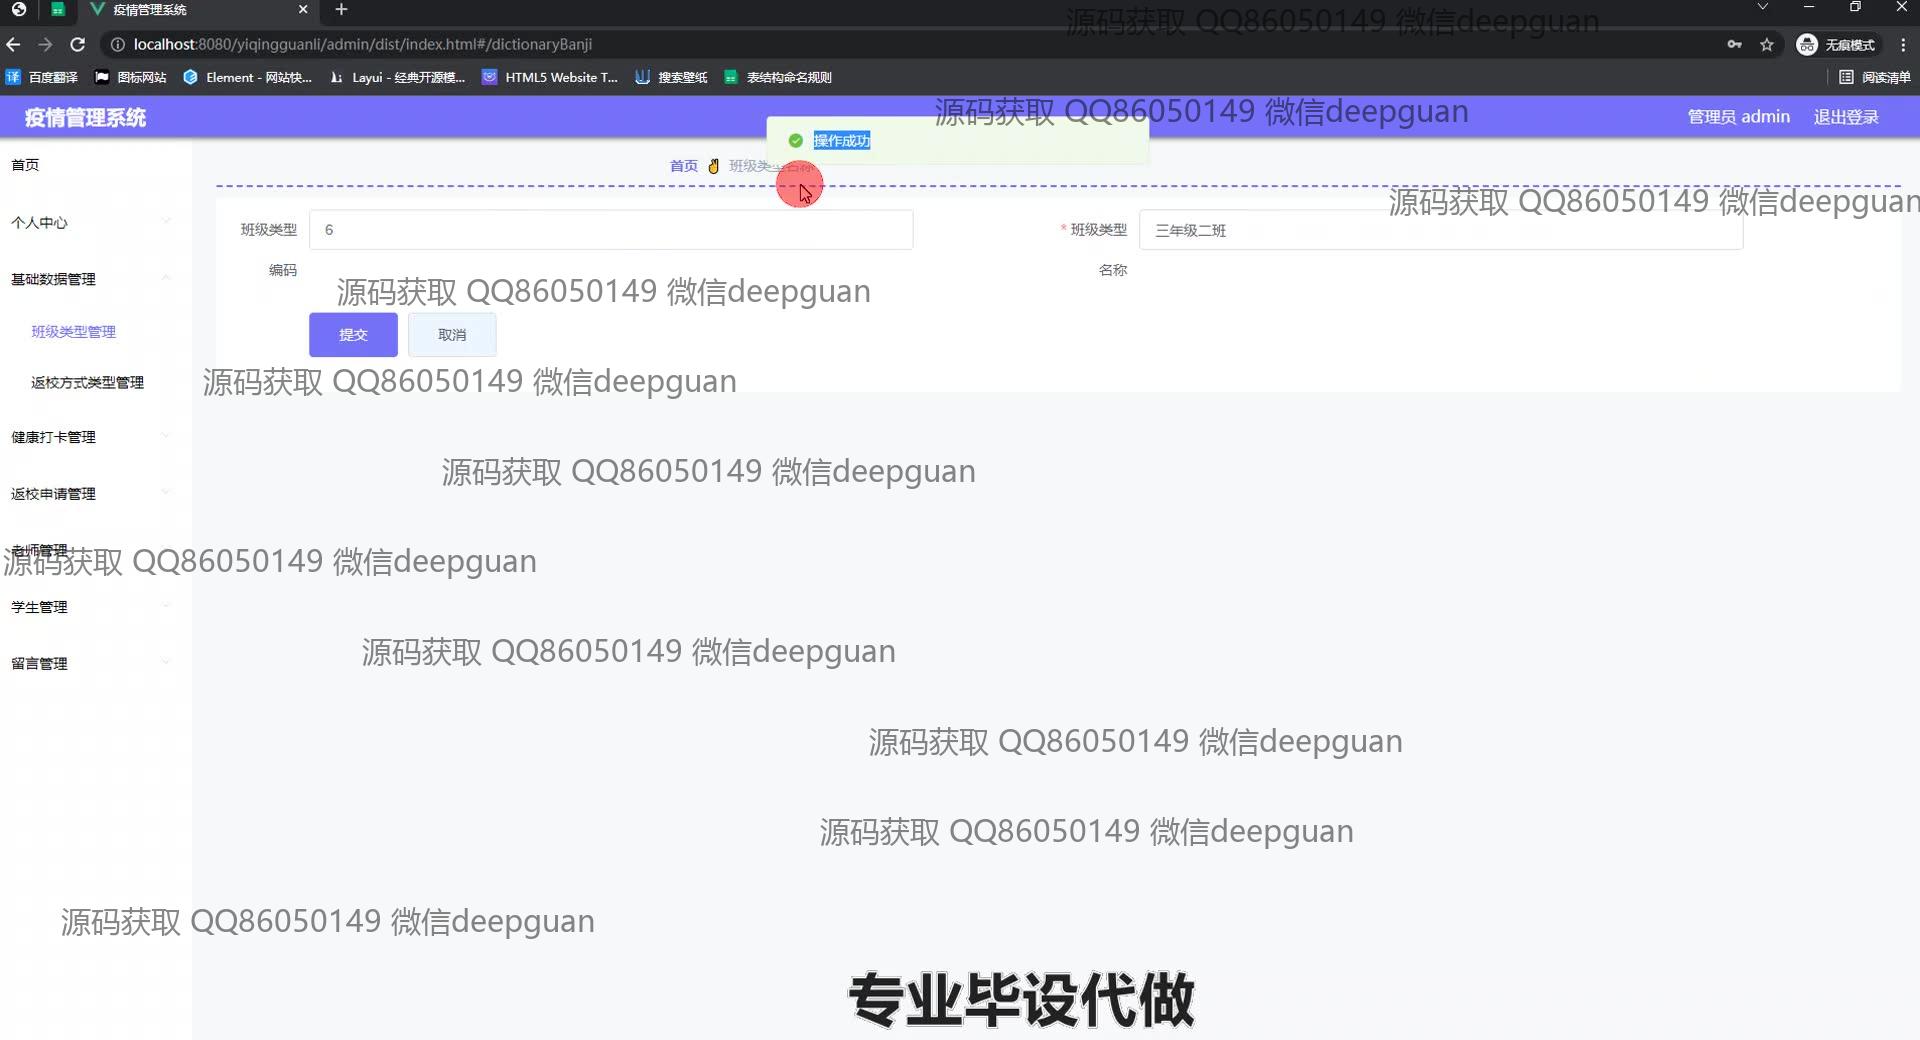 疫情管理系统
源码获取 QQ86050149 微信deepguan
localhost:8080/yiqingguanli/admin/dist/index.html#/dictionaryBanji
无痕模式
百度翻译 图标网站 Element - 网站快... Layui - 经典开源模... HTML5 Website T... 搜索壁纸 表结构命名规则 阅读清单
疫情管理系统
源码获取 QQ86050149 微信deepguan
管理员 admin 退出登录
操作成功
首页 班级类型名称
首页
源码获取 QQ86050149 微信deepguan
个人中心
班级类型 6
* 班级类型 三年级二班
编码
名称
基础数据管理
源码获取 QQ86050149 微信deepguan
班级类型管理
提交 取消
返校方式类型管理
源码获取 QQ86050149 微信deepguan
健康打卡管理
源码获取 QQ86050149 微信deepguan
返校申请管理
老师管理
源码获取 QQ86050149 微信deepguan
学生管理
源码获取 QQ86050149 微信deepguan
留言管理
源码获取 QQ86050149 微信deepguan
源码获取 QQ86050149 微信deepguan
源码获取 QQ86050149 微信deepguan
专业毕设代做